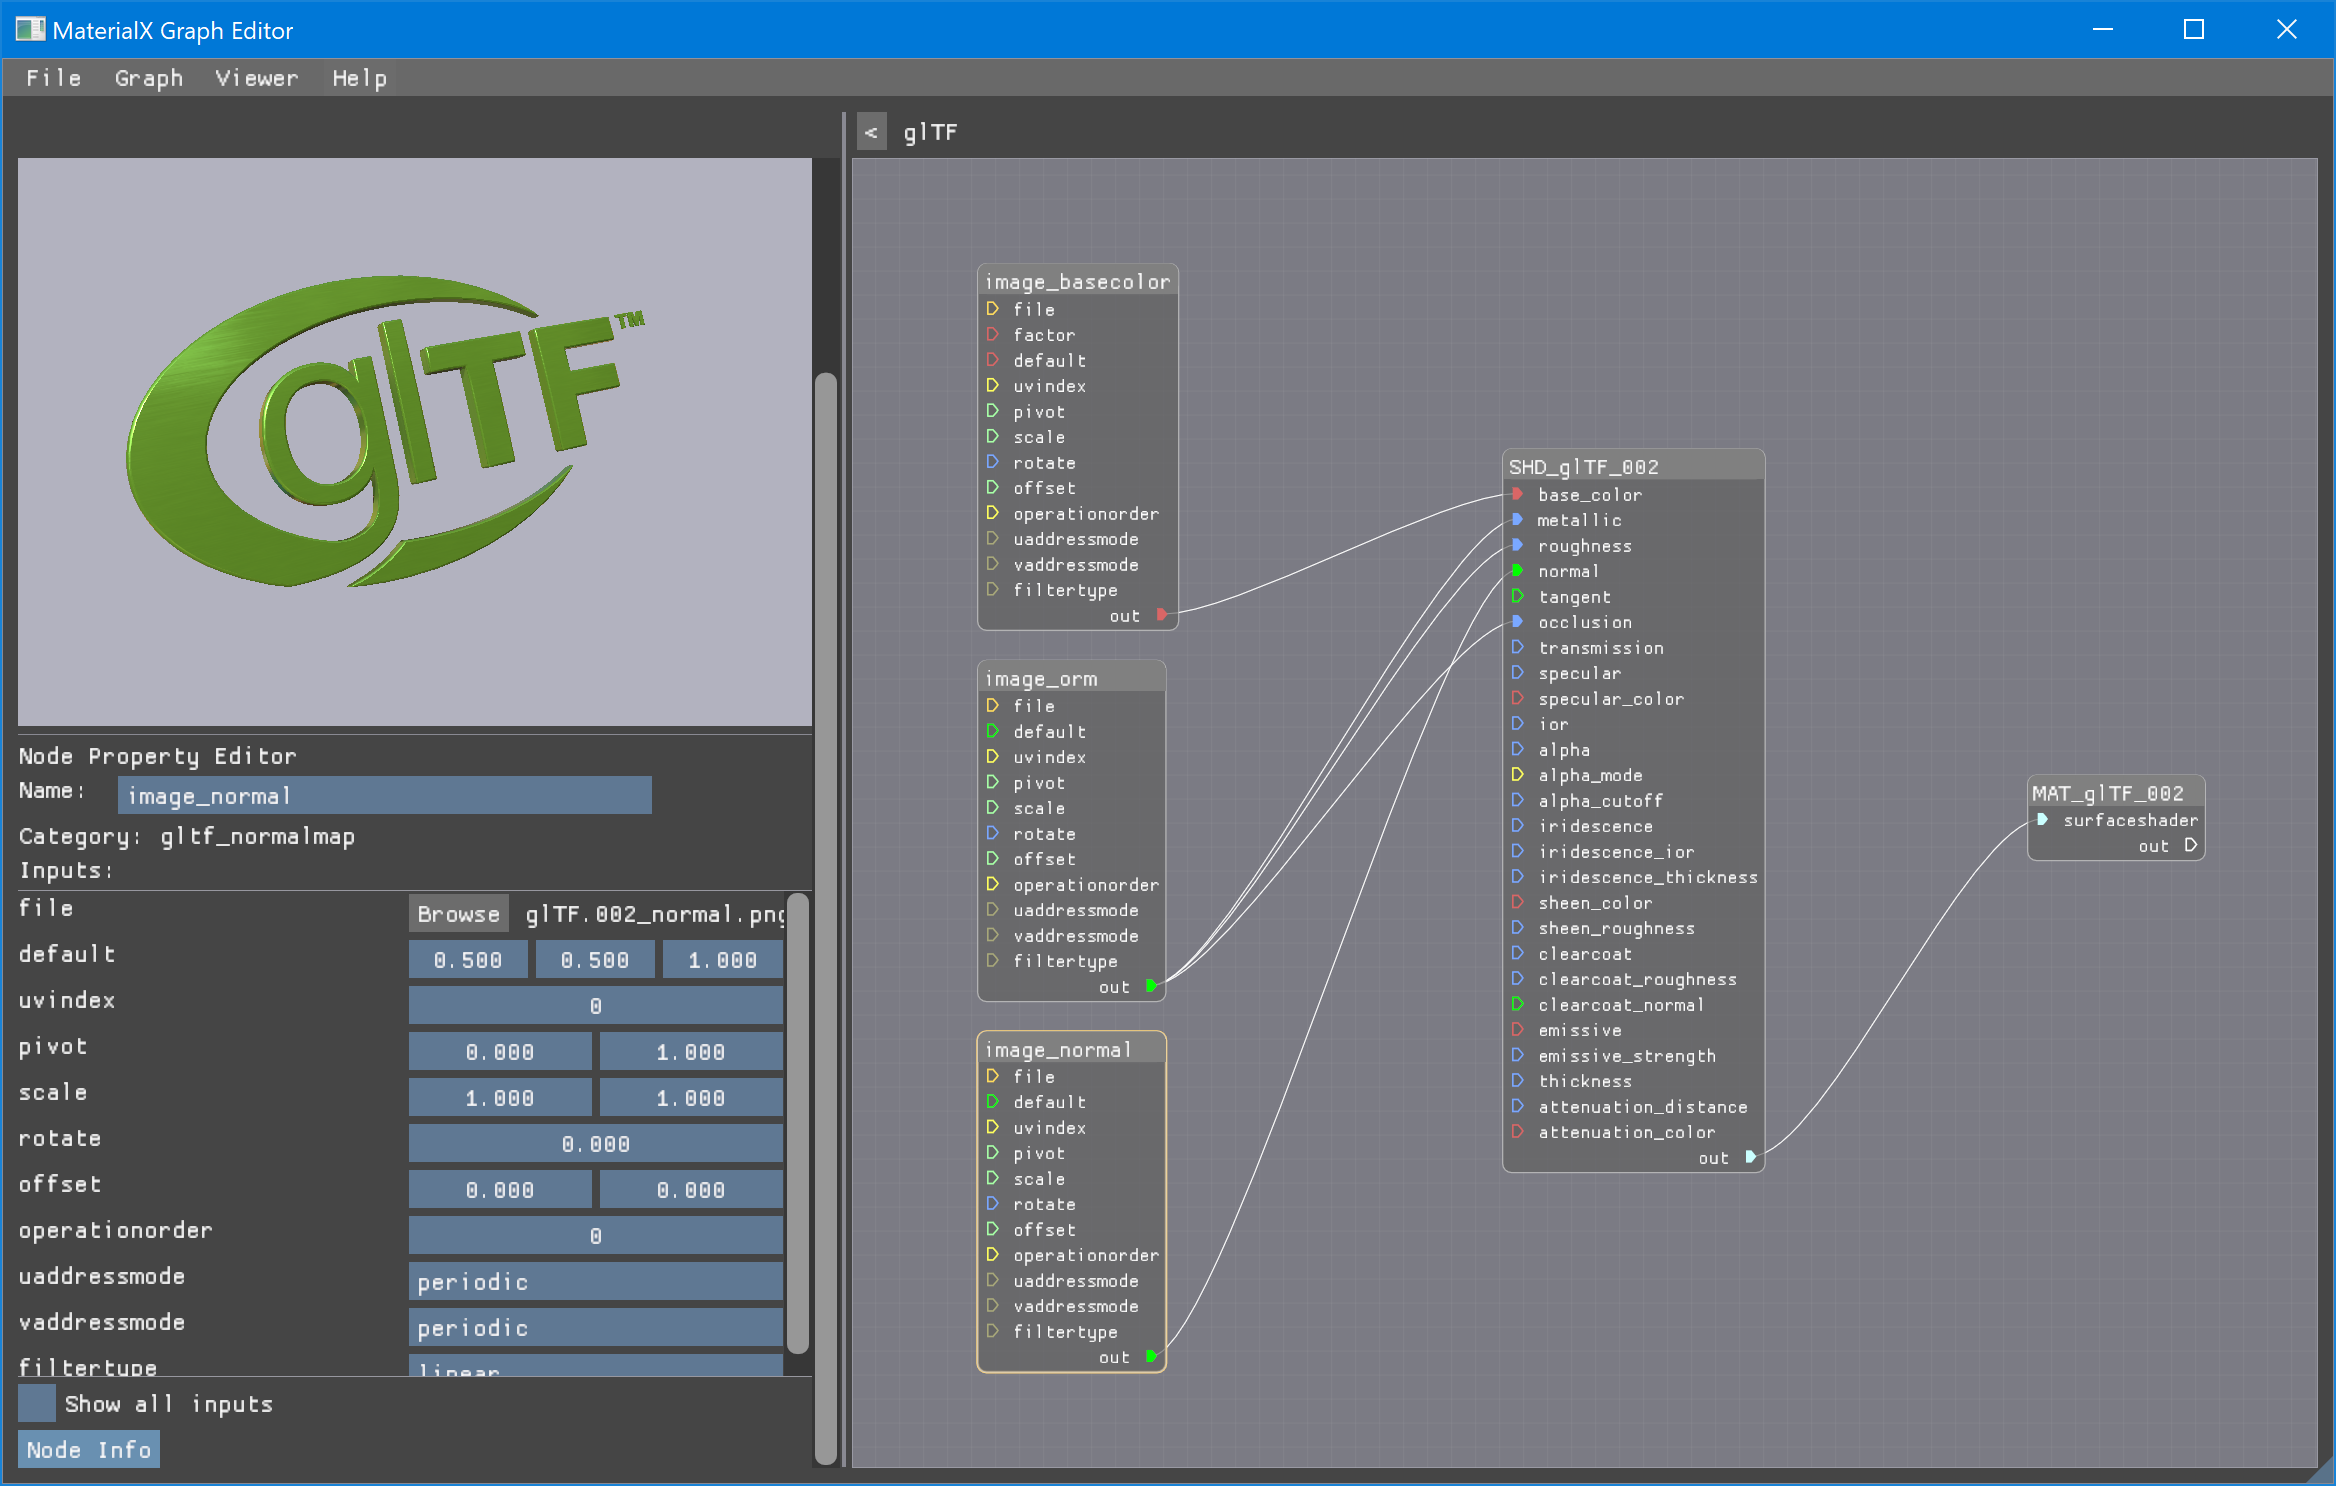 MaterialX Graph Editor
File Graph Viewer Help
< glTF
glTF™
Node Property Editor
Name: image_normal
Category: gltf_normalmap
Inputs:
file Browse glTF.002_normal.png
default 0.500 0.500 1.000
uvindex 0
pivot 0.000 1.000
scale 1.000 1.000
rotate 0.000
offset 0.000 0.000
operationorder 0
uaddressmode periodic
vaddressmode periodic
filtertype linear
Show all inputs
Node Info
image_basecolor
file
factor
default
uvindex
pivot
scale
rotate
offset
operationorder
uaddressmode
vaddressmode
filtertype
out
image_orm
file
default
uvindex
pivot
scale
rotate
offset
operationorder
uaddressmode
vaddressmode
filtertype
out
image_normal
file
default
uvindex
pivot
scale
rotate
offset
operationorder
uaddressmode
vaddressmode
filtertype
out
SHD_glTF_002
base_color
metallic
roughness
normal
tangent
occlusion
transmission
specular
specular_color
ior
alpha
alpha_mode
alpha_cutoff
iridescence
iridescence_ior
iridescence_thickness
sheen_color
sheen_roughness
clearcoat
clearcoat_roughness
clearcoat_normal
emissive
emissive_strength
thickness
attenuation_distance
attenuation_color
out
MAT_glTF_002
surfaceshader
out